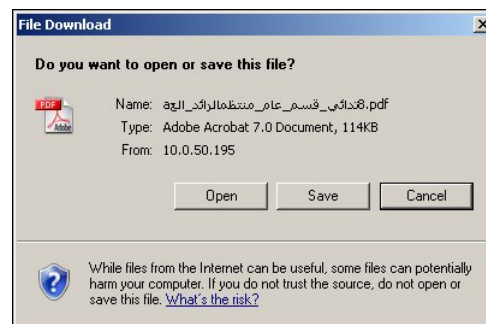 File Download
Do you want to open or save this file?
Name: aتدائي_قسم_عام_منتظمالرائد_الع8.pdf
Type: Adobe Acrobat 7.0 Document, 114KB
From: 10.0.50.195
Open Save Cancel
While files from the Internet can be useful, some files can potentially
harm your computer. If you do not trust the source, do not open or
save this file. What's the risk?
PDF
Adobe